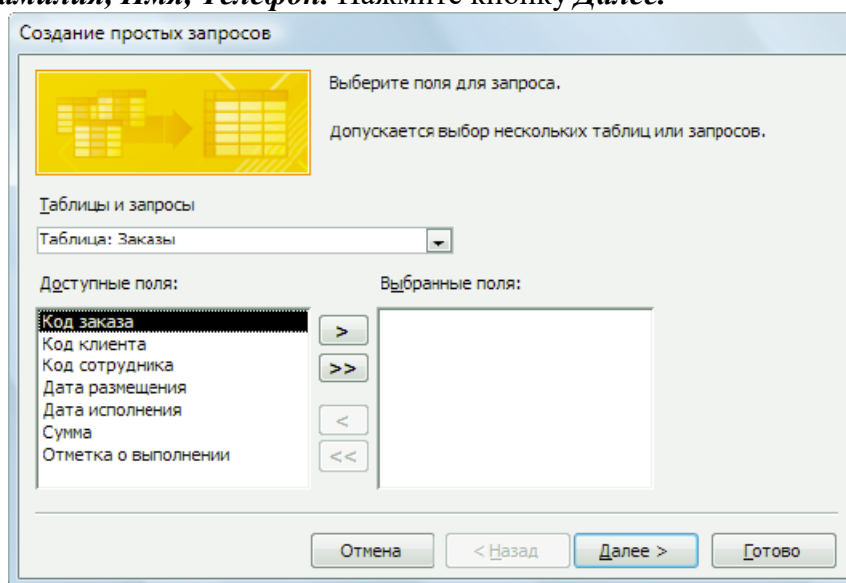 Имя, Телефон. Нажмите кнопку Далее.
Создание простых запросов
Выберите поля для запроса.
Допускается выбор нескольких таблиц или запросов.
Таблицы и запросы
Таблица: Заказы
Доступные поля:
Выбранные поля:
Код заказа
Код клиента
Код сотрудника
Дата размещения
Дата исполнения
Сумма
Отметка о выполнении
>
>>
<
<<
Отмена
< Назад
Далее >
Готово